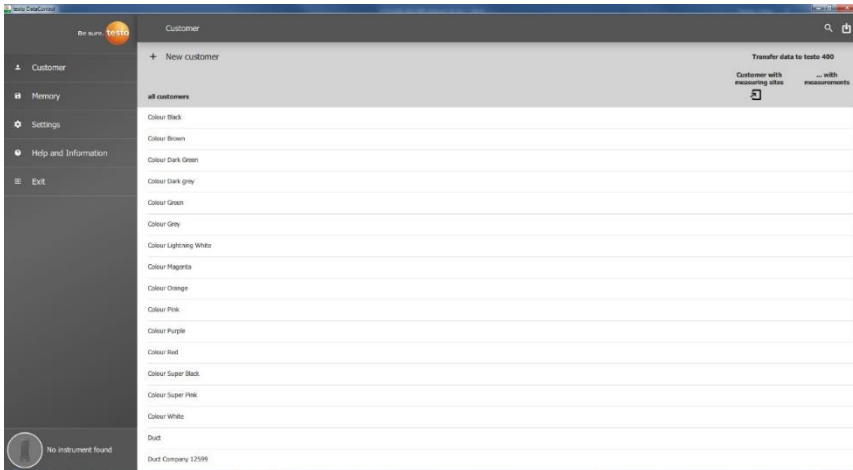 testo DataControl
Be sure. testo
Customer
Customer
Memory
Settings
Help and Information
Exit
No instrument found
+ New customer
Transfer data to testo 400
Customer with
measuring sites
... with
measurements
all customers
Colour Black
Colour Brown
Colour Dark Green
Colour Dark grey
Colour Green
Colour Grey
Colour Lightning White
Colour Magenta
Colour Orange
Colour Pink
Colour Purple
Colour Red
Colour Super Black
Colour Super Pink
Colour White
Duct
Duct Company 12599